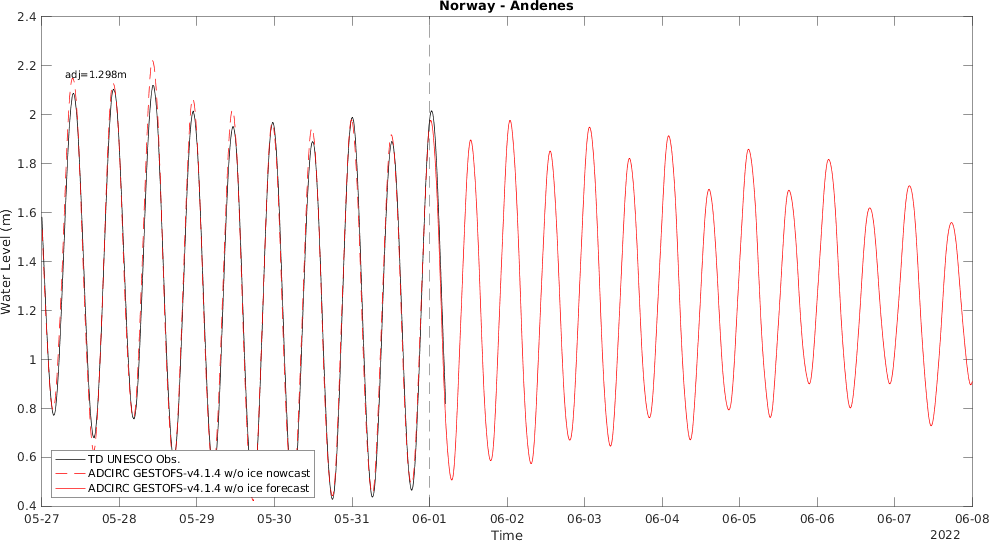 Norway - Andenes
2.4
2.2
2
1.8
1.6
1.4
1.2
1
0.8
0.6
0.4
Water Level (m)
adj=1.298m
TD UNESCO Obs.
ADCIRC GESTOFS-v4.1.4 w/o ice nowcast
ADCIRC GESTOFS-v4.1.4 w/o ice forecast
05-27 05-28 05-29 05-30 05-31 06-01 06-02 06-03 06-04 06-05 06-06 06-07 06-08
Time
2022